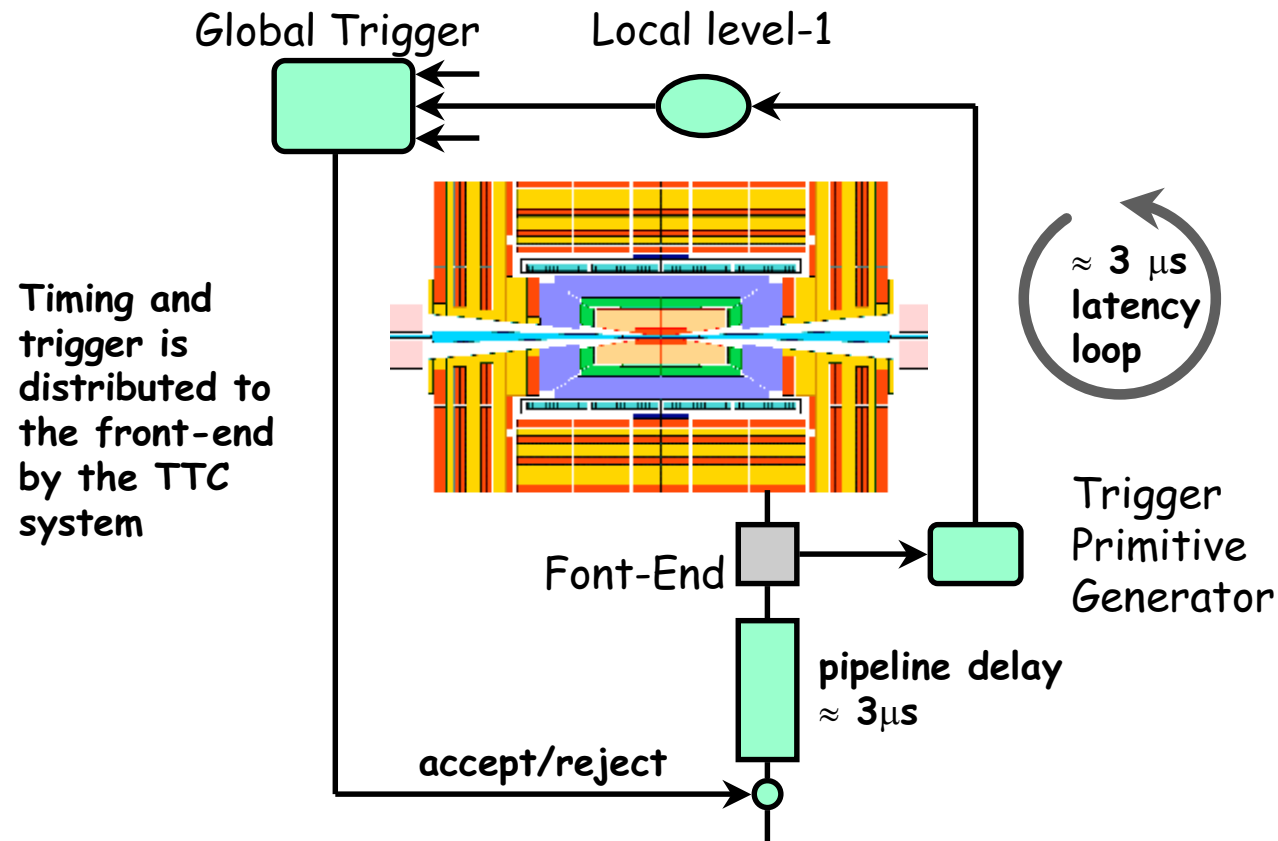 Global Trigger
Local level-1
Timing and
trigger is
distributed to
the front-end
by the TTC
system
≈ 3 μs
latency
loop
Trigger
Primitive
Generator
Font-End
pipeline delay
≈ 3μs
accept/reject